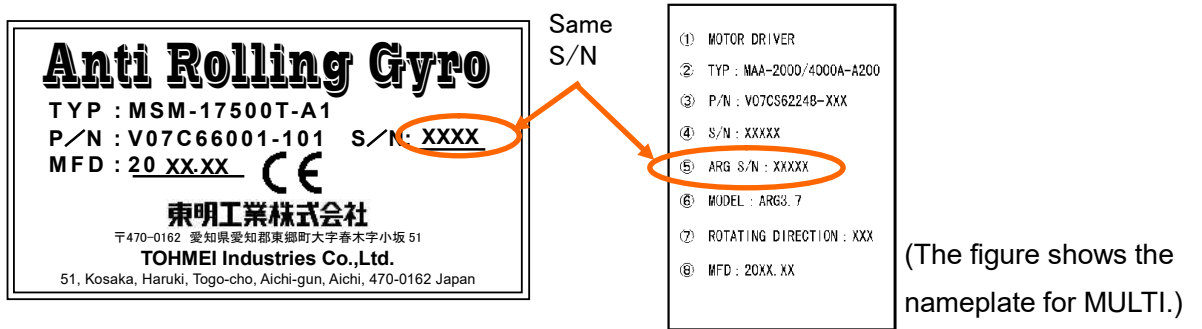 Anti Rolling Gyro
TYP : MSM-17500T-A1
P／N : V07C66001-101 S／N: XXXX
MFD : 20 XX.XX CE
東明工業株式会社
〒470-0162 愛知県愛知郡東郷町大字春木字小坂 51
TOHMEI Industries Co.,Ltd.
51, Kosaka, Haruki, Togo-cho, Aichi-gun, Aichi, 470-0162 Japan
Same
S／N
① MOTOR DRIVER
② TYP : MAA-2000/4000A-A200
③ P/N : V07CS62248-XXX
④ S/N : XXXXX
⑤ ARG S/N : XXXXX
⑥ MODEL : ARG3.7
⑦ ROTATING DIRECTION : XXX
⑧ MFD : 20XX.XX
(The figure shows the
nameplate for MULTI.)